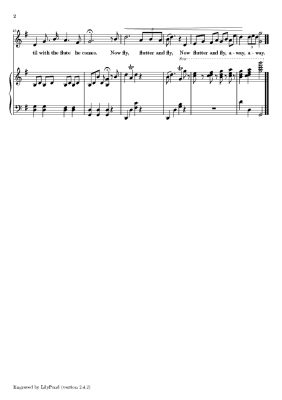 2
til with the flute he comes. Now fly, flutter and fly, Now flutter and fly, a-way, a-way.
Engraved by LilyPond (version 2.4.2)